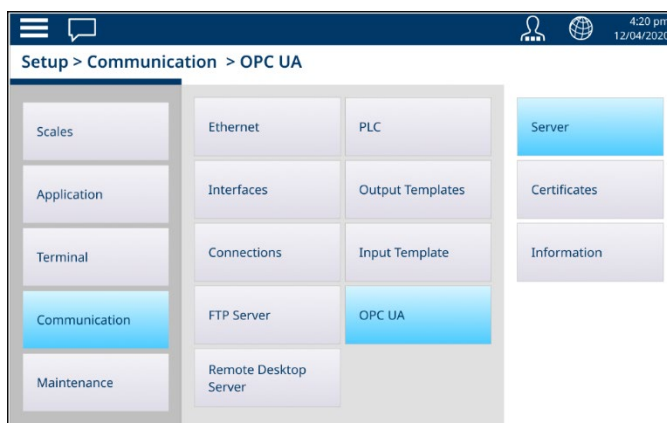 4:20 pm
12/04/2020
Setup > Communication > OPC UA
Scales
Application
Terminal
Communication
Maintenance
Ethernet
PLC
Interfaces
Output Templates
Connections
Input Template
FTP Server
OPC UA
Remote Desktop
Server
Server
Certificates
Information